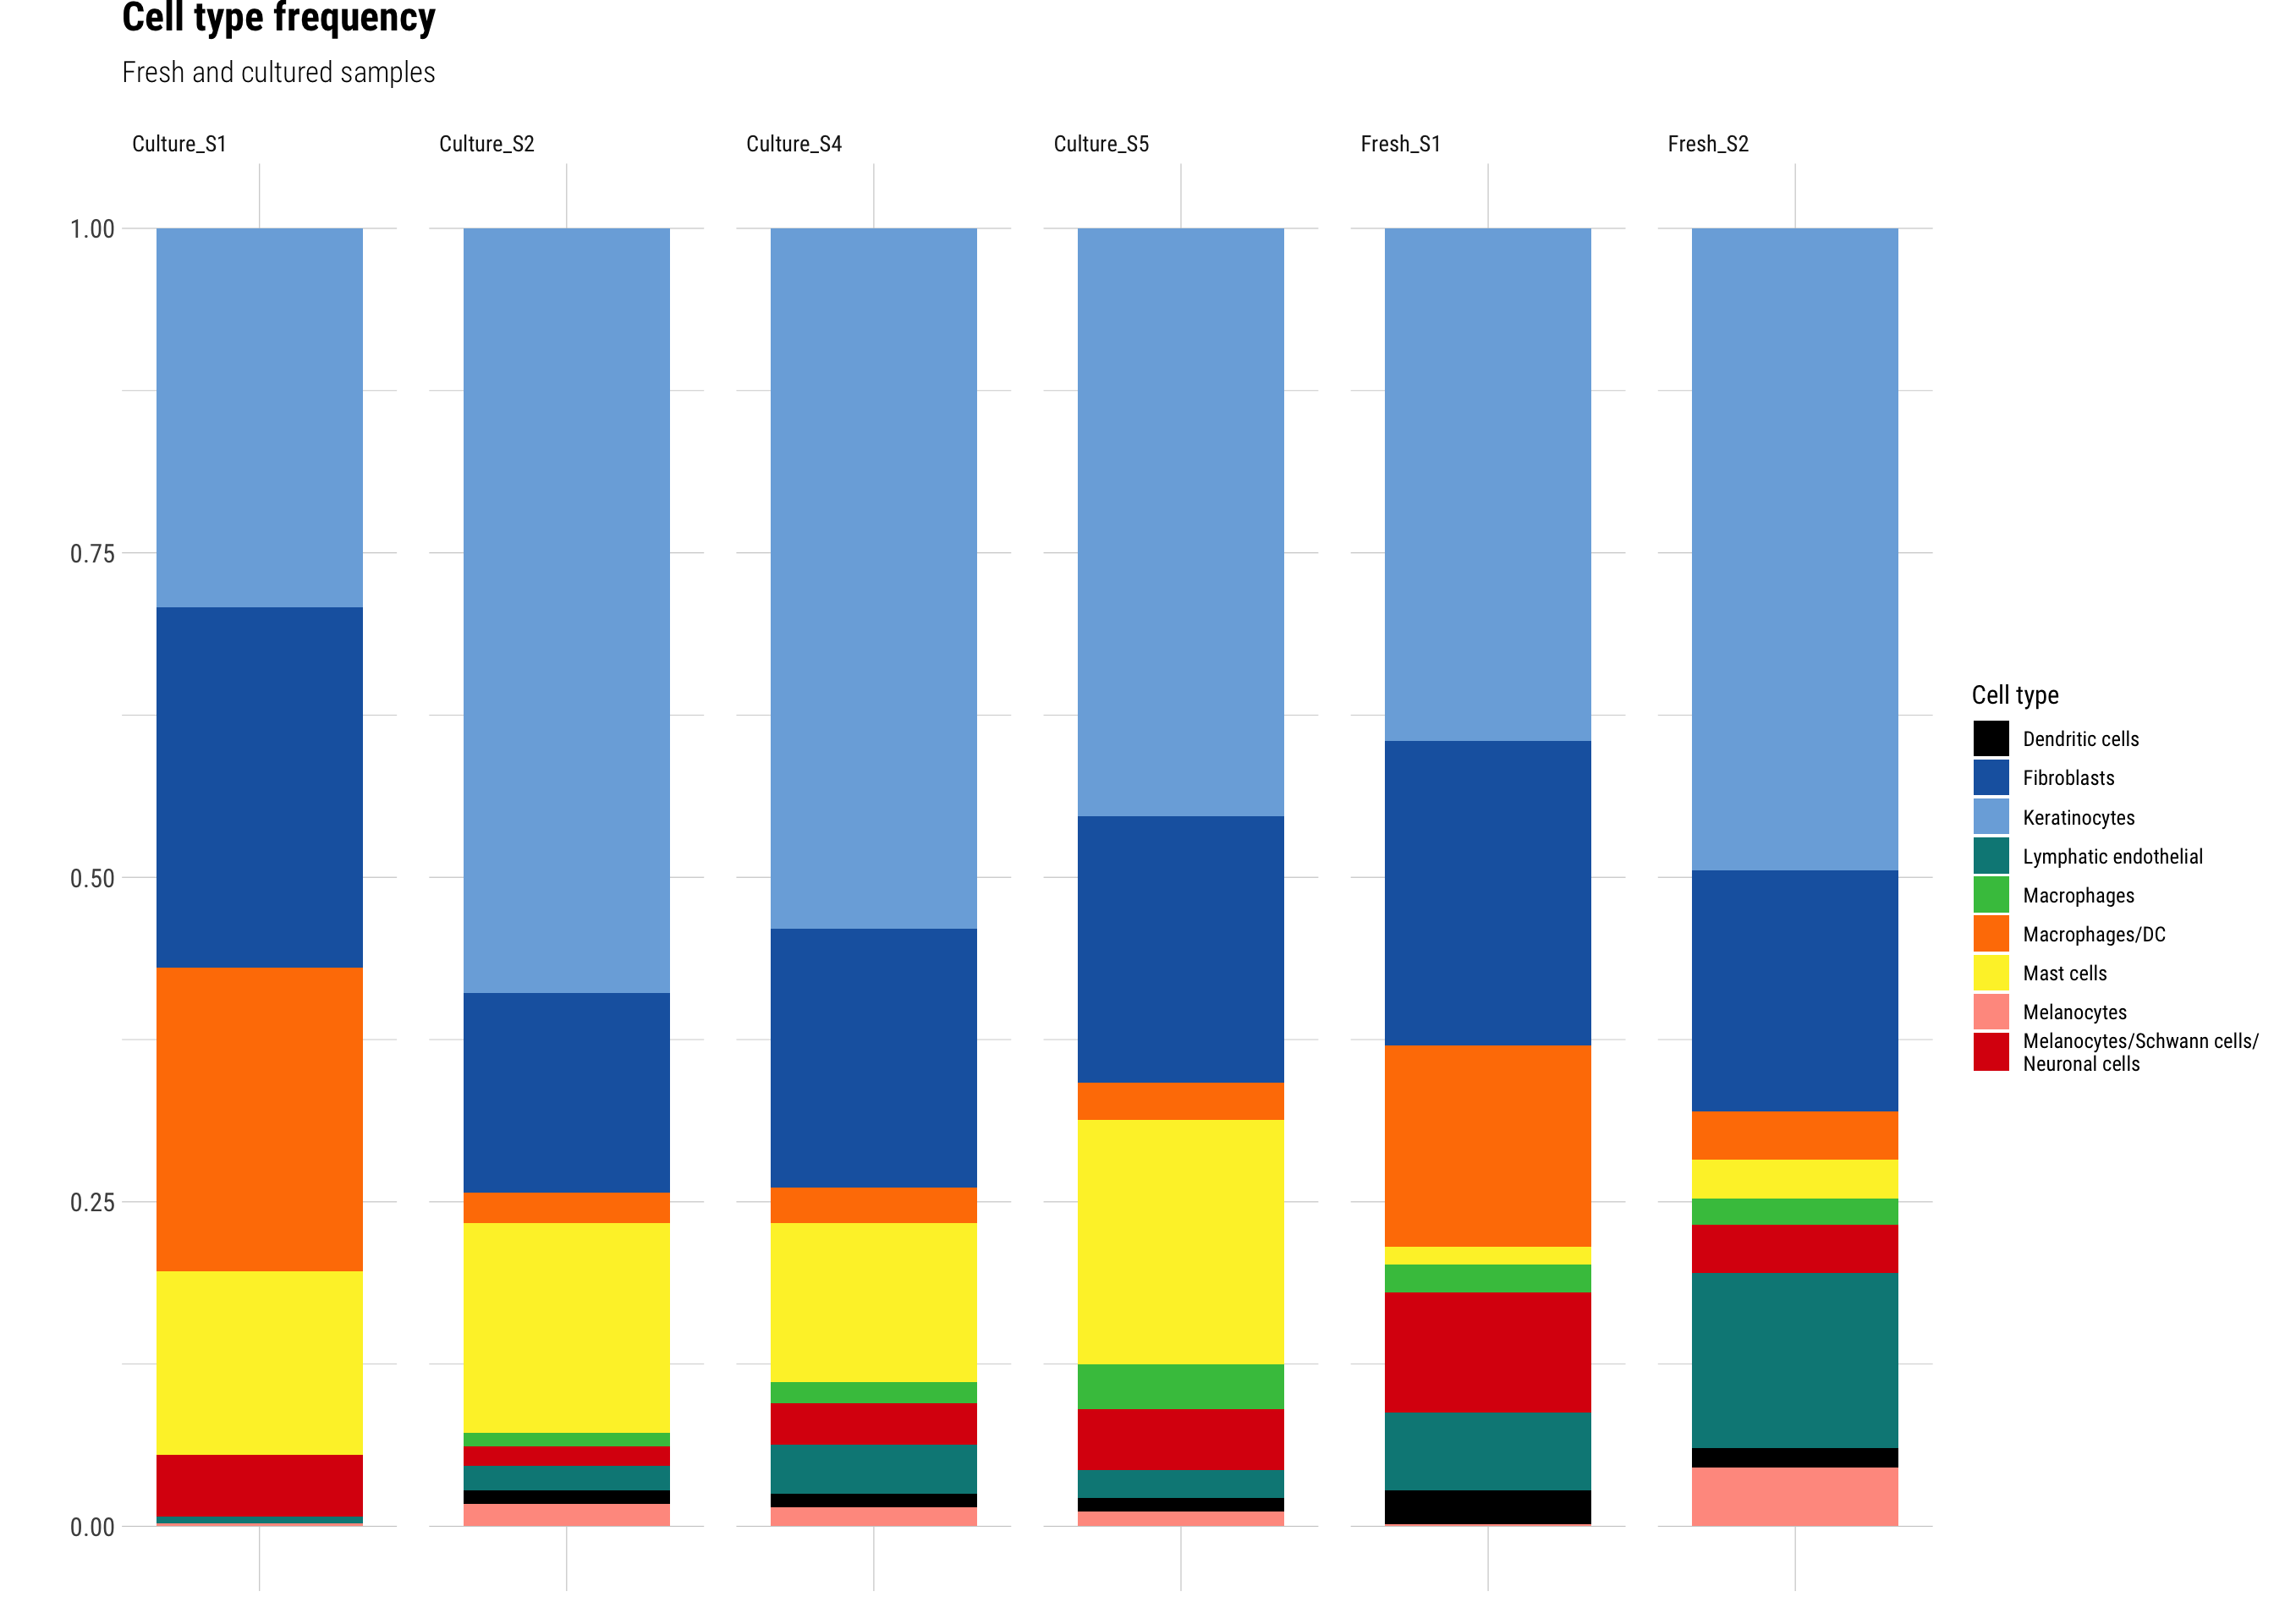 Cell type frequency
Fresh and cultured samples
Culture_S1
Culture_S2
Culture_S4
Culture_S5
Fresh_S1
Fresh_S2
1.00
0.75
0.50
0.25
0.00
Cell type
Dendritic cells
Fibroblasts
Keratinocytes
Lymphatic endothelial
Macrophages
Macrophages/DC
Mast cells
Melanocytes
Melanocytes/Schwann cells/
Neuronal cells